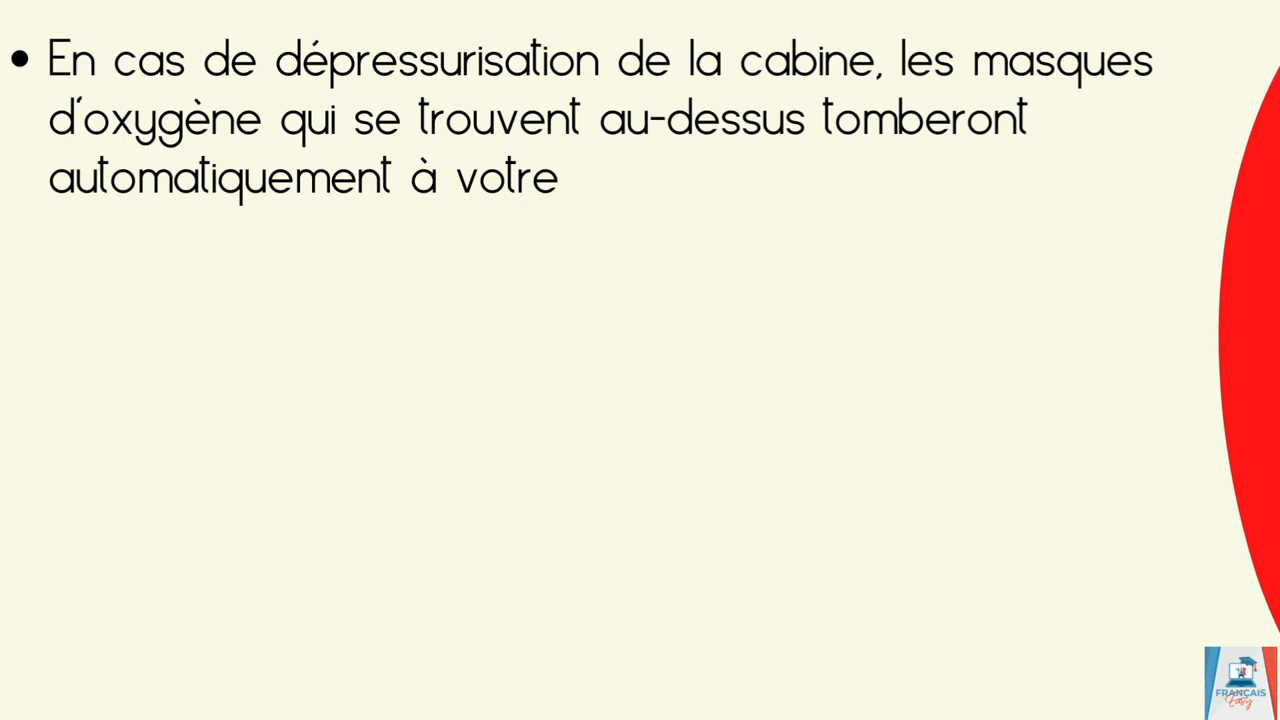 • En cas de dépressurisation de la cabine, les masques
d'oxygène qui se trouvent au-dessus tomberont
automatiquement à votre
FRANÇAIS
Easy